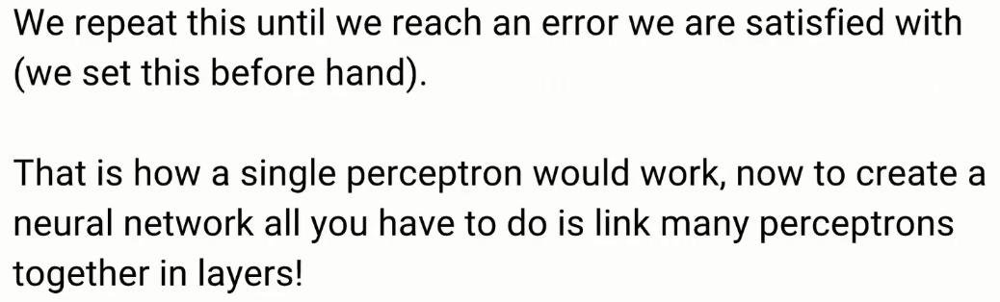 We repeat this until we reach an error we are satisfied with
(we set this before hand).
That is how a single perceptron would work, now to create a
neural network all you have to do is link many perceptrons
together in layers!